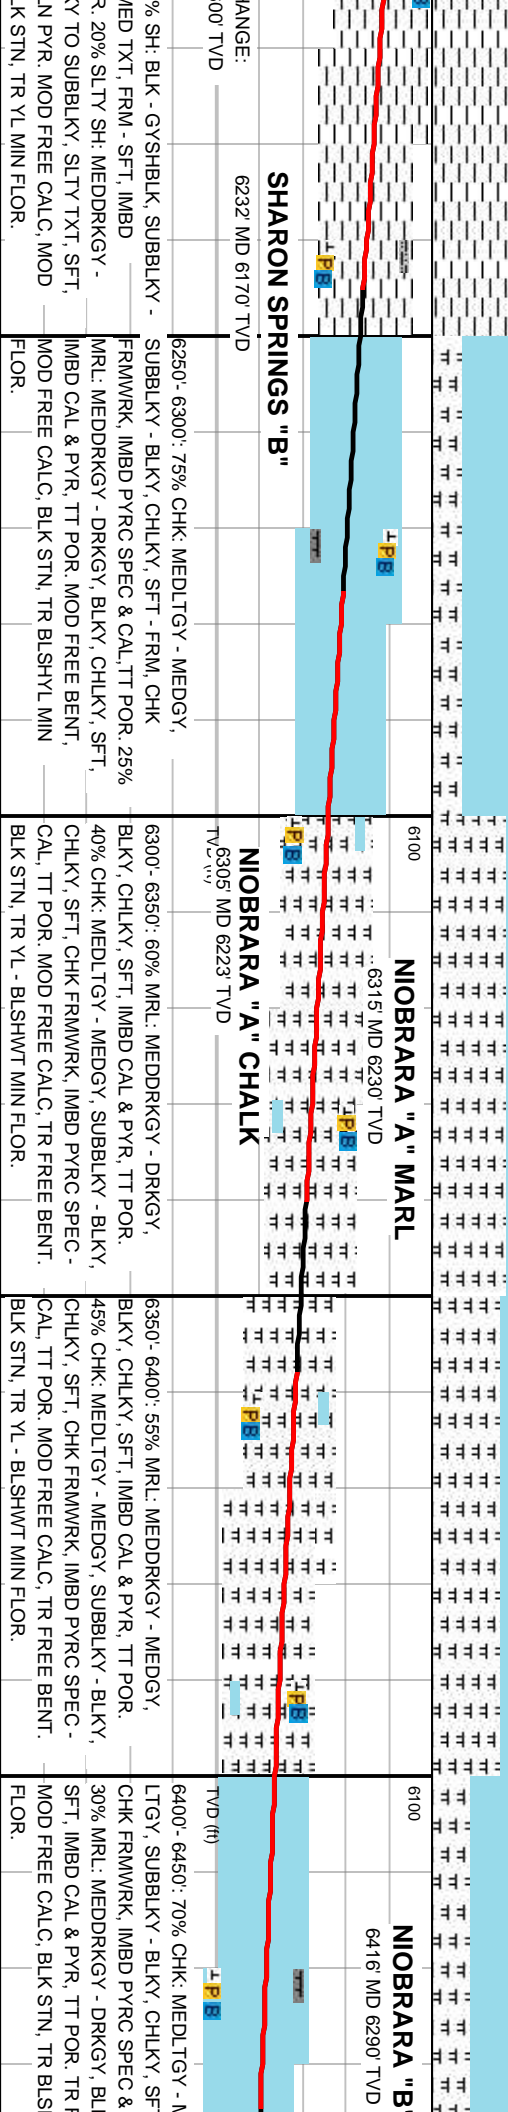 HANGE:
00' TVD
% SH: BLK - GYSHBLK, SUBBLKY -
MED TXT, FRM - SFT, IMBD
R. 20% SLTY SH: MEDDRKGY -
KY TO SUBBLKY, SLTY TXT, SFT,
LN PYR. MOD FREE CALC, MOD
LK STN, TR YL MIN FLOR.
SHARON SPRINGS "B"
6232' MD 6170' TVD
6250'- 6300': 75% CHK: MEDLTGY - MEDGY,
SUBBLKY - BLKY, CHLKY, SFT - FRM, CHK
FRMWRK, IMBD PYRC SPEC & CAL,TT POR. 25%
MRL: MEDDRKGY - DRKGY, BLKY, CHLKY, SFT,
IMBD CAL & PYR, TT POR. MOD FREE BENT,
MOD FREE CALC, BLK STN, TR BLSHYL MIN
FLOR.
6100
NIOBRARA "A" MARL
6315' MD 6230' TVD
NIOBRARA "A" CHALK
6305' MD 6223' TVD
TVD (ft)
6300'- 6350': 60% MRL: MEDDRKGY - DRKGY,
BLKY, CHLKY, SFT, IMBD CAL & PYR, TT POR.
40% CHK: MEDLTGY - MEDGY, SUBBLKY - BLKY,
CHLKY, SFT, CHK FRMWRK, IMBD PYRC SPEC -
CAL, TT POR. MOD FREE CALC, TR FREE BENT.
BLK STN, TR YL - BLSHWT MIN FLOR.
6350'- 6400': 55% MRL: MEDDRKGY - MEDGY,
BLKY, CHLKY, SFT, IMBD CAL & PYR, TT POR.
45% CHK: MEDLTGY - MEDGY, SUBBLKY - BLKY,
CHLKY, SFT, CHK FRMWRK, IMBD PYRC SPEC -
CAL, TT POR. MOD FREE CALC, TR FREE BENT.
BLK STN, TR YL - BLSHWT MIN FLOR.
6100
NIOBRARA "B"
6416' MD 6290' TVD
TVD (ft)
6400'- 6450': 70% CHK: MEDLTGY - M
LTGY, SUBBLKY - BLKY, CHLKY, SFT
CHK FRMWRK, IMBD PYRC SPEC &
30% MRL: MEDDRKGY - DRKGY, BL
SFT, IMBD CAL & PYR, TT POR. TR F
MOD FREE CALC, BLK STN, TR BLS
FLOR.